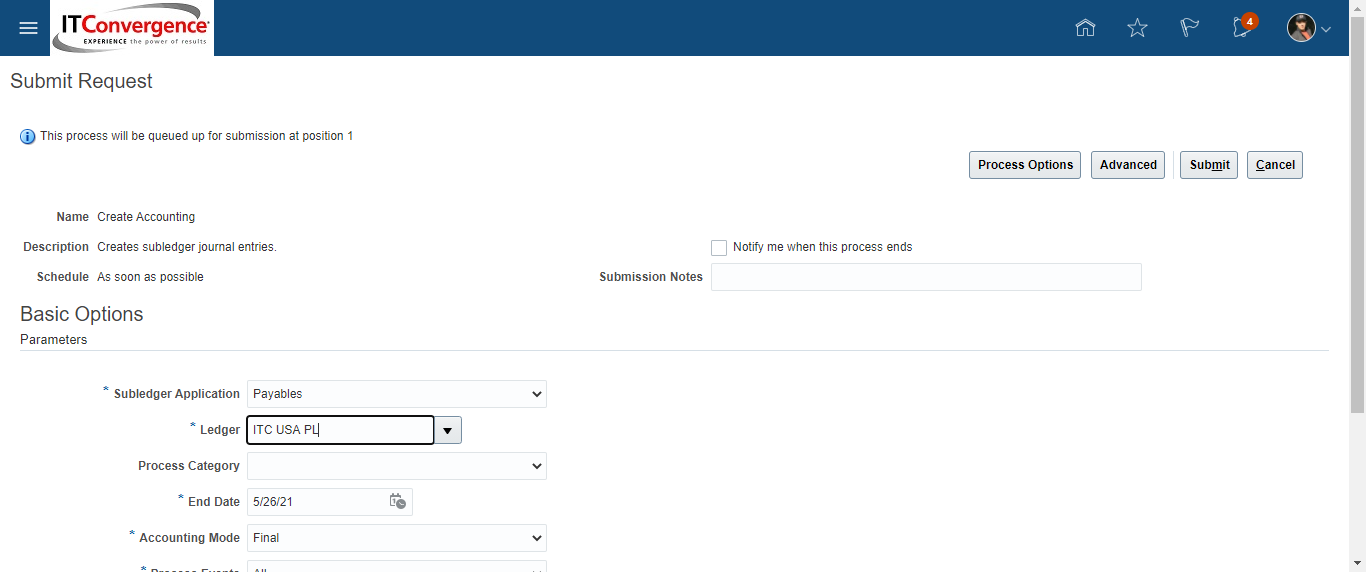 ITConvergence
EXPERIENCE the power of results
4
Submit Request
This process will be queued up for submission at position 1
Process Options Advanced Submit Cancel
Name Create Accounting
Description Creates subledger journal entries.
Notify me when this process ends
Schedule As soon as possible
Submission Notes
Basic Options
Parameters
* Subledger Application Payables
* Ledger ITC USA PL
Process Category
* End Date 5/26/21
* Accounting Mode Final
* Process Events All